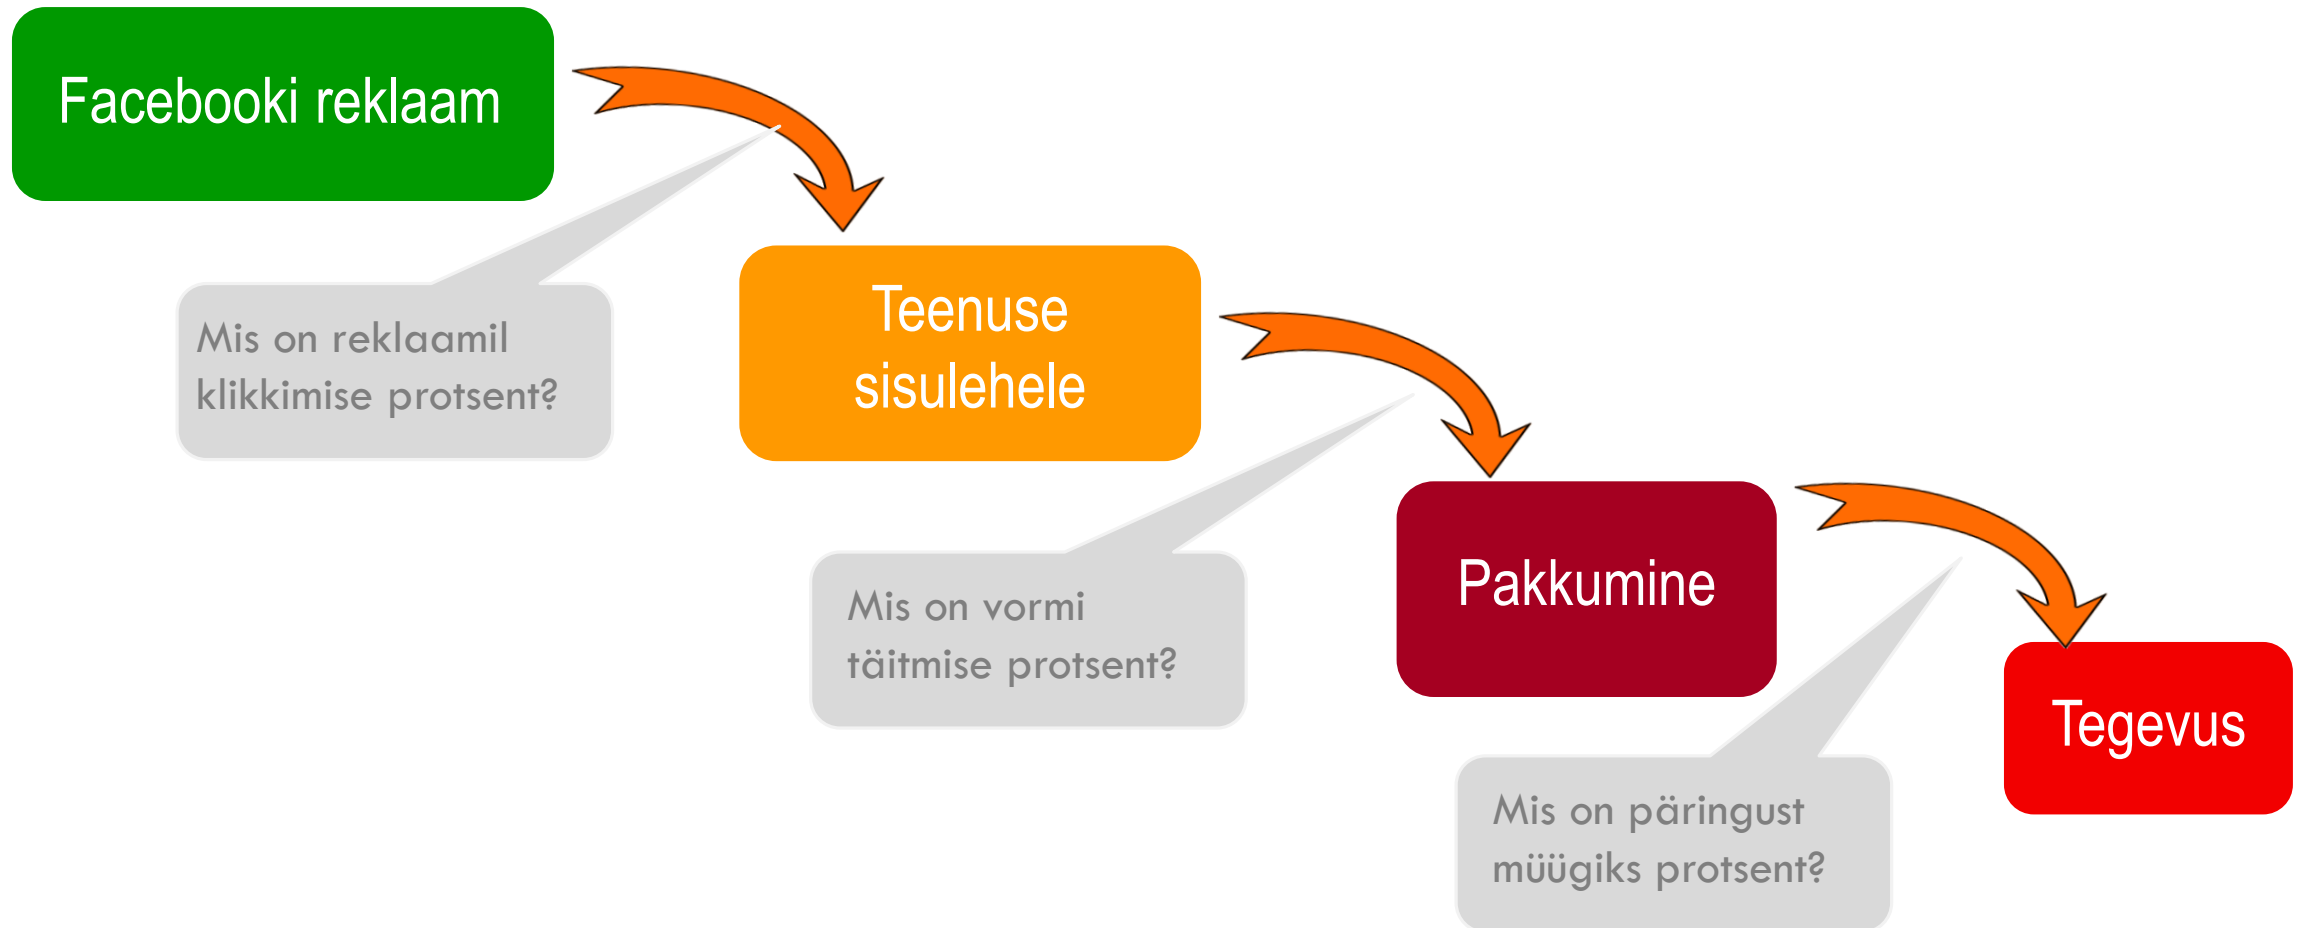 Facebooki reklaam
Mis on reklaamil
klikkimise protsent?
Teenuse
sisulehele
Mis on vormi
täitmise protsent?
Pakkumine
Mis on päringust
müügiks protsent?
Tegevus